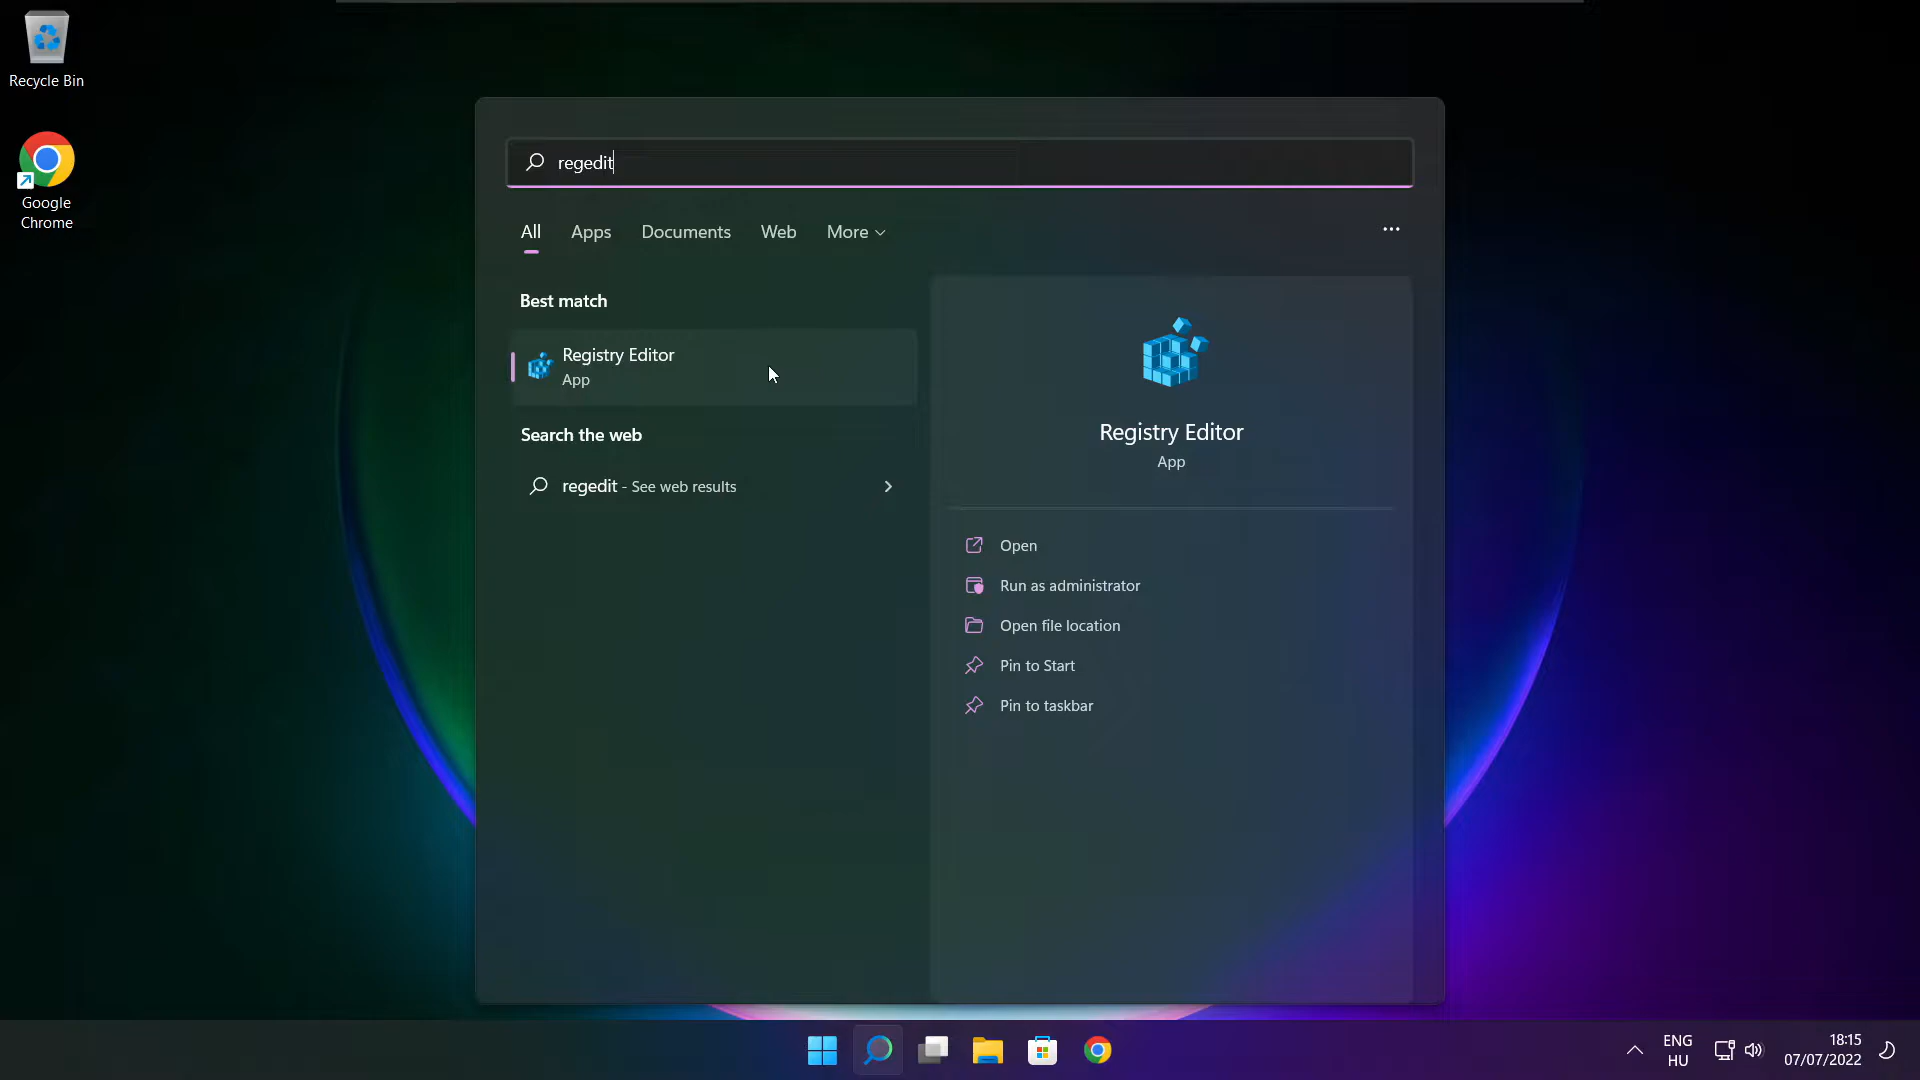 Recycle Bin
Google
Chrome
regedit
All Apps Documents Web More
Best match
Registry Editor
App
Search the web
regedit - See web results
Registry Editor
App
Open
Run as administrator
Open file location
Pin to Start
Pin to taskbar
ENG
HU
18:15
07/07/2022